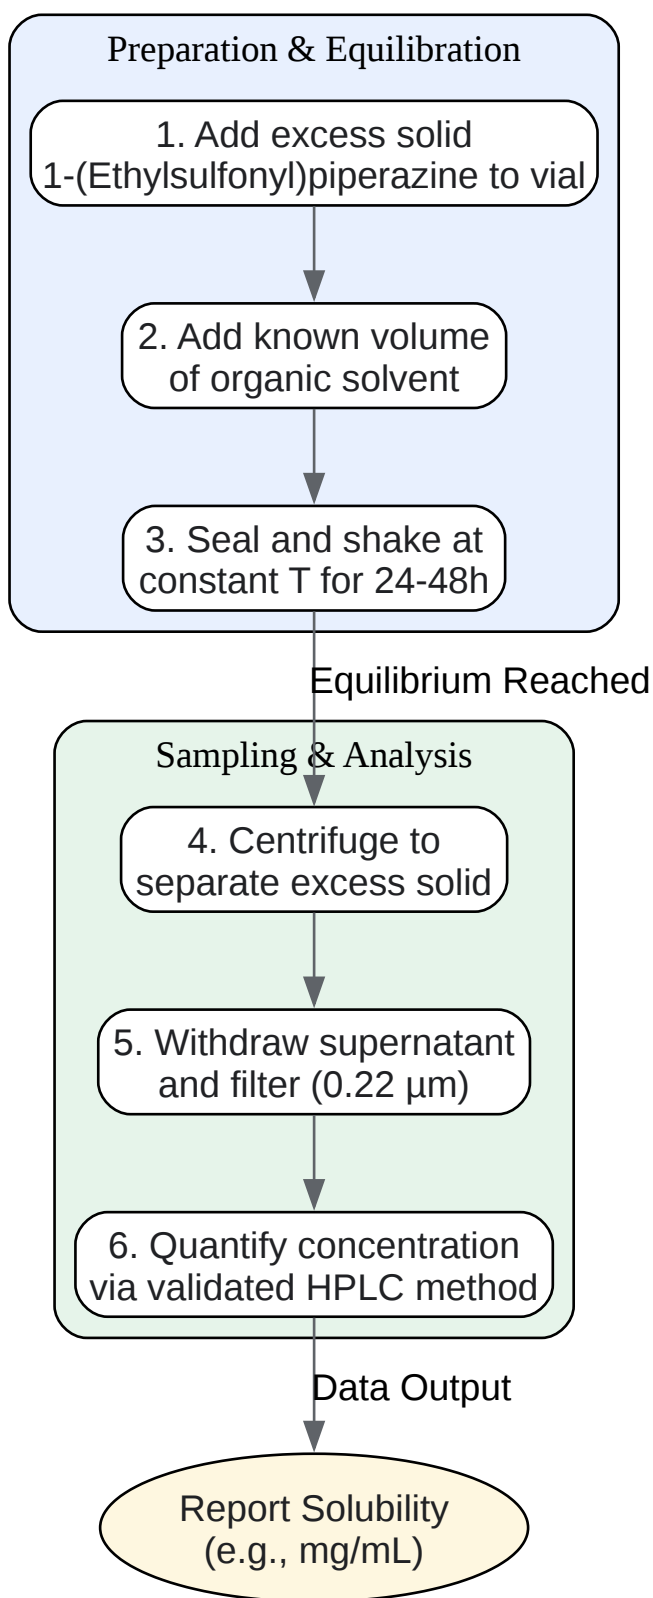 Preparation & Equilibration
1. Add excess solid
1-(Ethylsulfonyl)piperazine to vial
2. Add known volume
of organic solvent
3. Seal and shake at
constant T for 24-48h
Equilibrium Reached
Sampling & Analysis
4. Centrifuge to
separate excess solid
5. Withdraw supernatant
and filter (0.22 µm)
6. Quantify concentration
via validated HPLC method
Data Output
Report Solubility
(e.g., mg/mL)